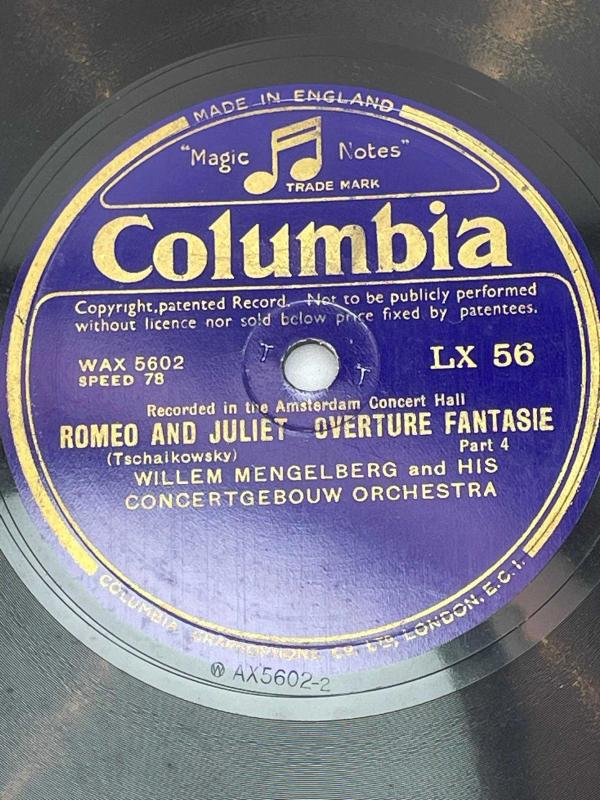 MADE IN ENGLAND
"Magic Notes"
TRADE MARK
Columbia
Copyright, patented Record. Not to be publicly performed
without licence nor sold below price fixed by patentees.
WAX 5602 LX 56
SPEED 78
T T
Recorded in the Amsterdam Concert Hall
ROMEO AND JULIET OVERTURE FANTASIE
(Tschaikowsky) Part 4
WILLEM MENGELBERG and HIS
CONCERTGEBOUW ORCHESTRA
COLUMBIA GRAPHOPHONE CO. LTD, LONDON, E.C.1.
Ⓦ AX5602-2